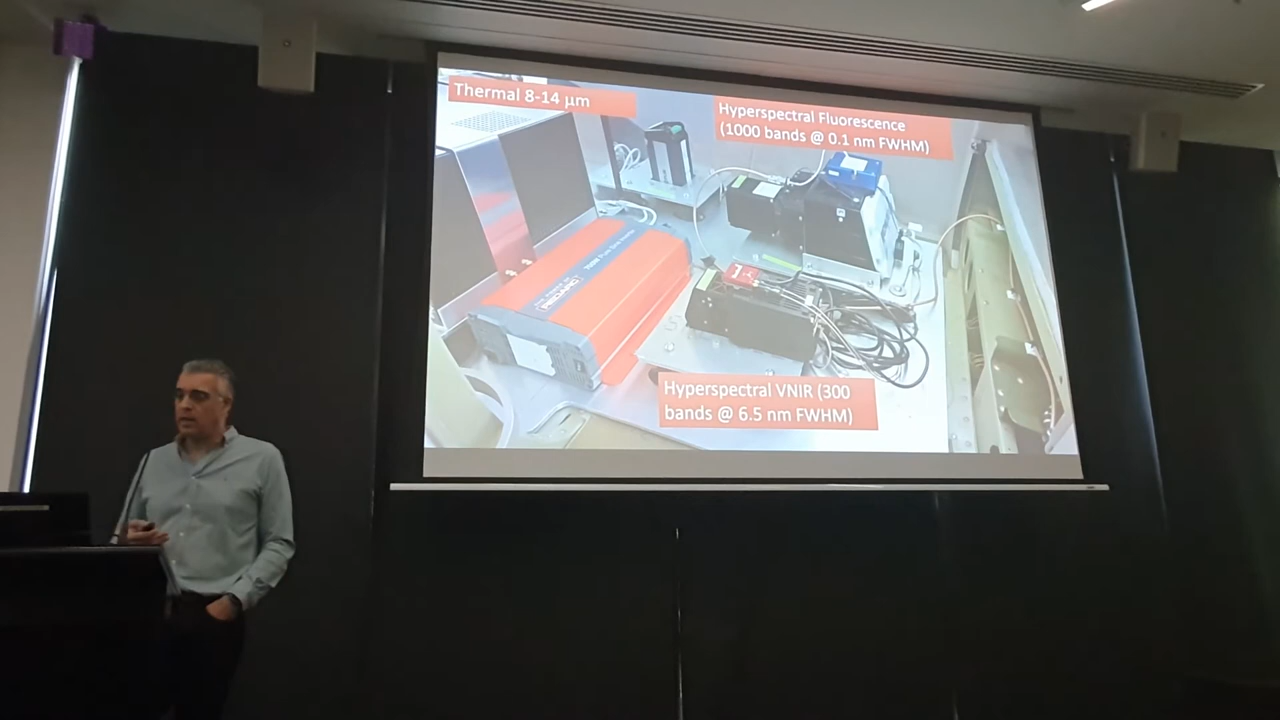 Thermal 8-14 µm
Hyperspectral Fluorescence
(1000 bands @ 0.1 nm FWHM)
Hyperspectral VNIR (300
bands @ 6.5 nm FWHM)